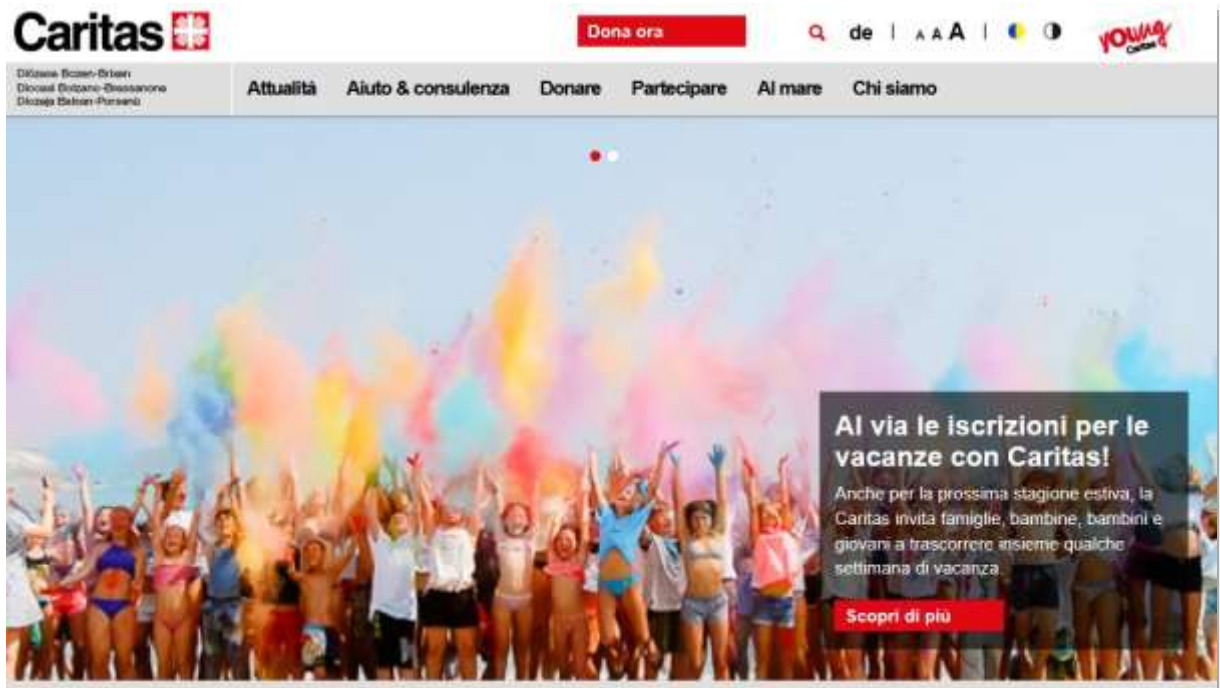 Caritas
Dona ora
de | A A A |
young
Caritas
Diözese Bozen-Brixen
Diocesi Bolzano-Bressanone
Diozeja Balsan-Porsenù
Attualità Aiuto & consulenza Donare Partecipare Al mare Chi siamo
Al via le iscrizioni per le
vacanze con Caritas!
Anche per la prossima stagione estiva, la
Caritas invita famiglie, bambine, bambini e
giovani a trascorrere insieme qualche
settimana di vacanza.
Scopri di più